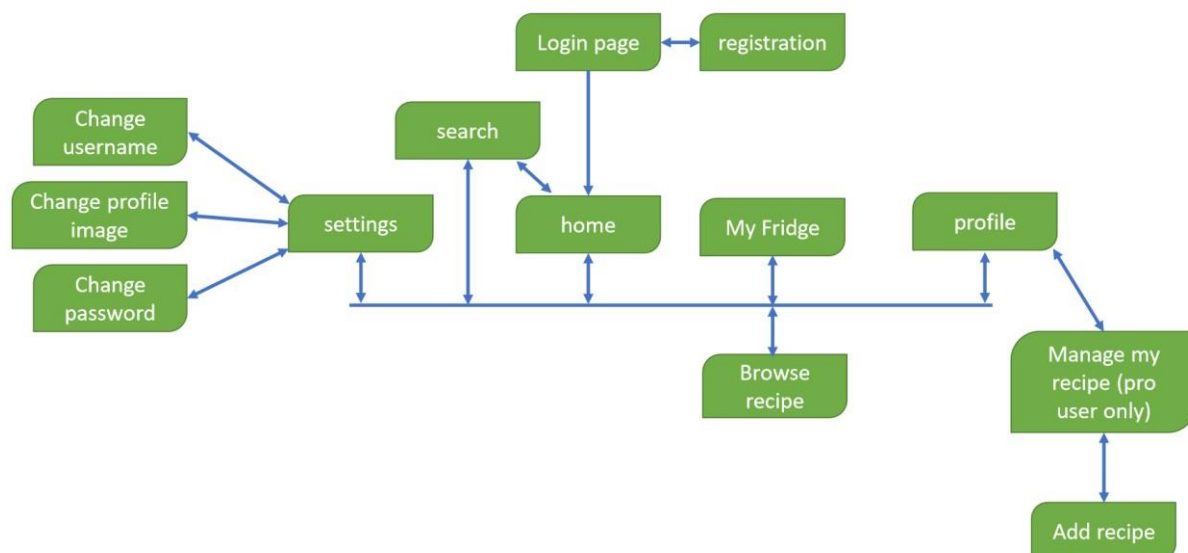 Login page
registration
Change
username
search
Change profile
image
settings
home
My Fridge
profile
Change
password
Browse
recipe
Manage my
recipe (pro
user only)
Add recipe